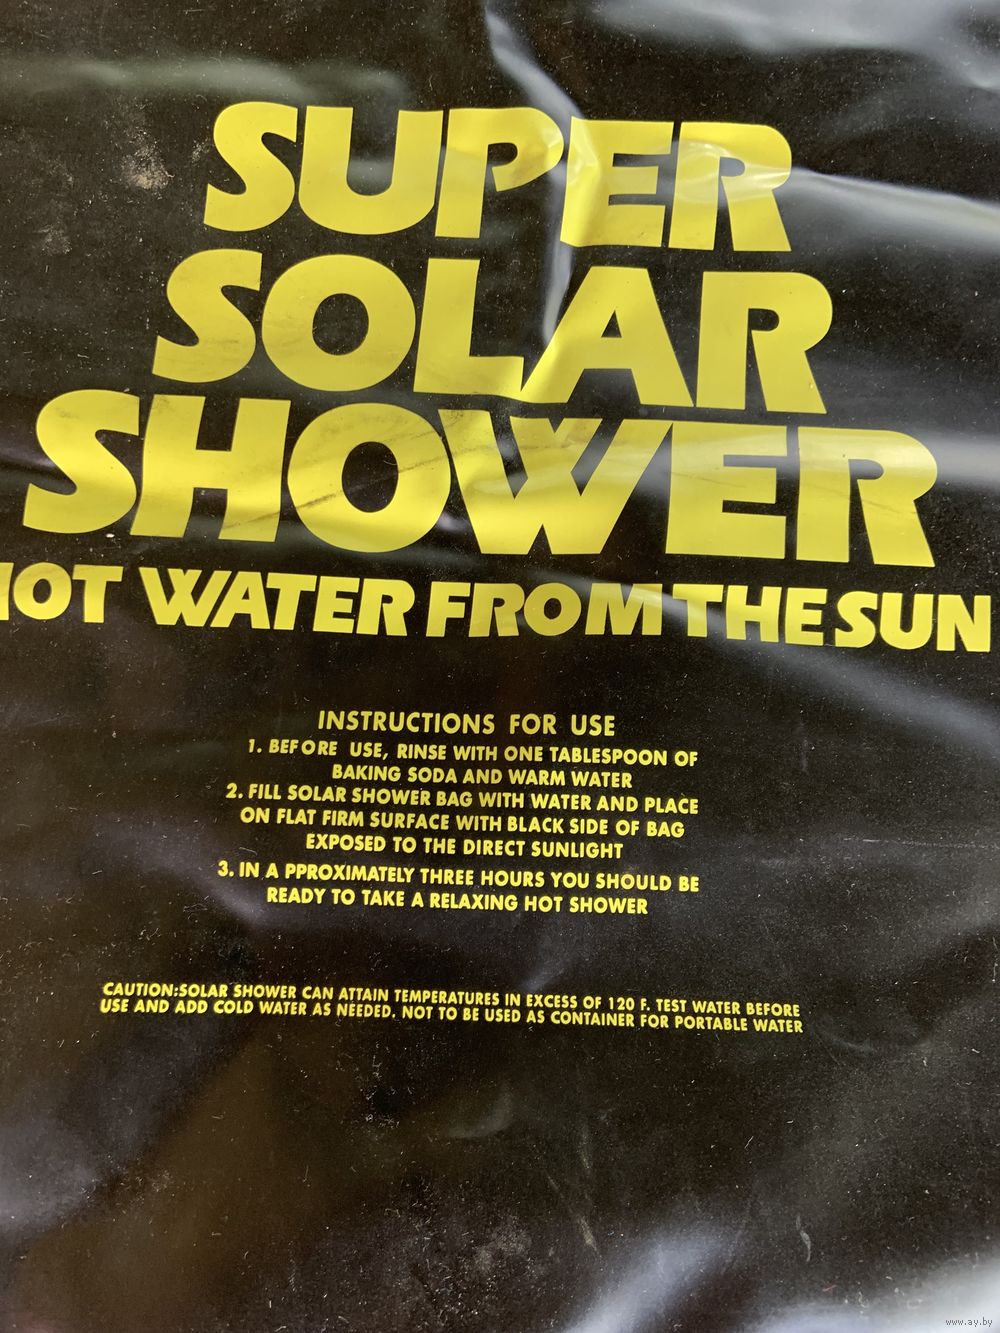 SUPER
SOLAR
SHOWER
HOT WATER FROM THE SUN
INSTRUCTIONS FOR USE
1. BEFORE USE, RINSE WITH ONE TABLESPOON OF
BAKING SODA AND WARM WATER
2. FILL SOLAR SHOWER BAG WITH WATER AND PLACE
ON FLAT FIRM SURFACE WITH BLACK SIDE OF BAG
EXPOSED TO THE DIRECT SUNLIGHT
3. IN A PPROXIMATELY THREE HOURS YOU SHOULD BE
READY TO TAKE A RELAXING HOT SHOWER
CAUTION:SOLAR SHOWER CAN ATTAIN TEMPERATURES IN EXCESS OF 120 F. TEST WATER BEFORE
USE AND ADD COLD WATER AS NEEDED. NOT TO BE USED AS CONTAINER FOR PORTABLE WATER
www.ay.by